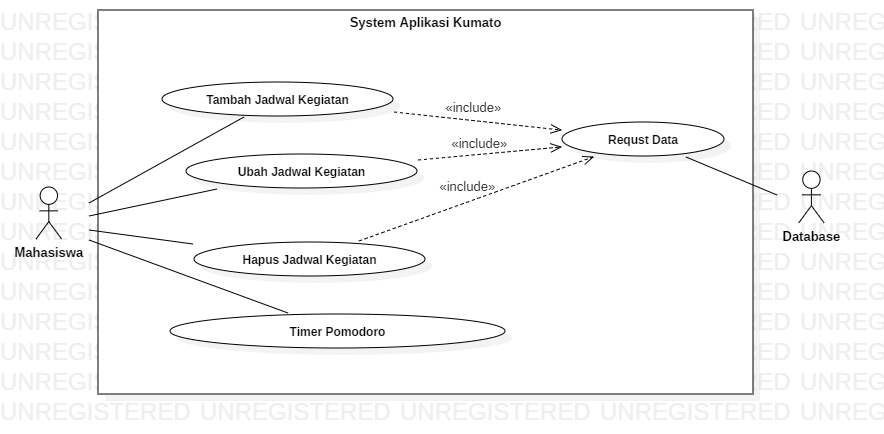 System Aplikasi Kumato
Tambah Jadwal Kegiatan
«include»
Requst Data
«include»
Ubah Jadwal Kegiatan
«include»
Mahasiswa
Database
Hapus Jadwal Kegiatan
Timer Pomodoro
UNREGISTERED UNREGISTERED UNREGISTERED UNREGISTERED UNREG